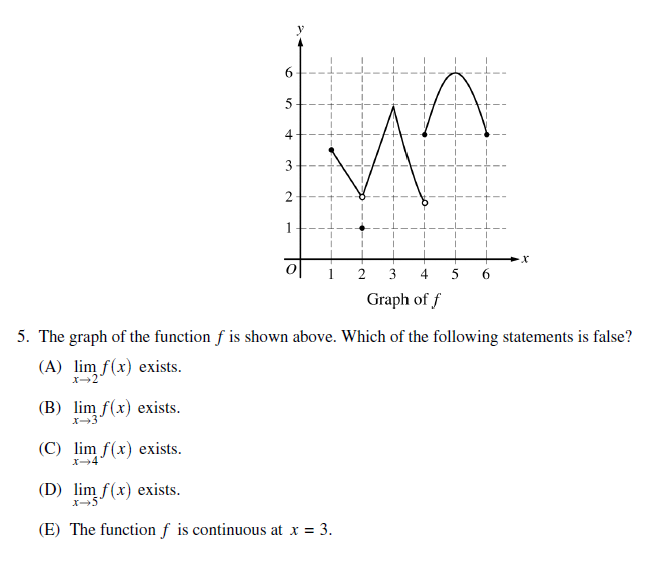 y
6
5
4
3
2
1
O 1 2 3 4 5 6 x
Graph of f
5. The graph of the function f is shown above. Which of the following statements is false?
(A) lim f(x) exists.
x→2
(B) lim f(x) exists.
x→3
(C) lim f(x) exists.
x→4
(D) lim f(x) exists.
x→5
(E) The function f is continuous at x = 3.